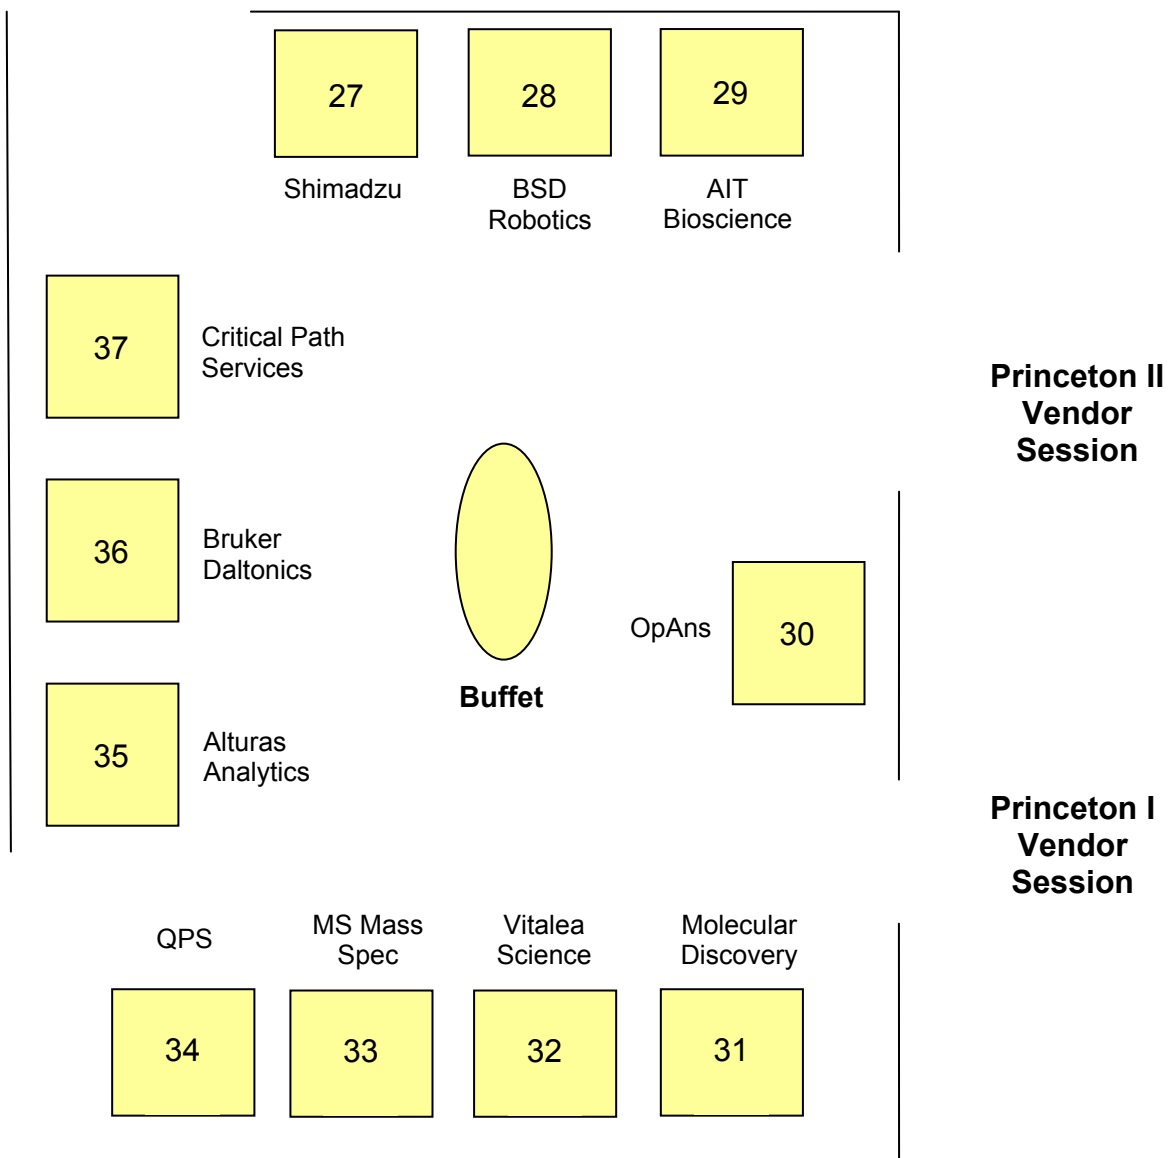 27
28
29
Shimadzu
BSD
Robotics
AIT
Bioscience
37
Critical Path
Services
Princeton II
Vendor
Session
36
Bruker
Daltonics
OpAns
30
Buffet
35
Alturas
Analytics
Princeton I
Vendor
Session
QPS
MS Mass
Spec
Vitalea
Science
Molecular
Discovery
34
33
32
31